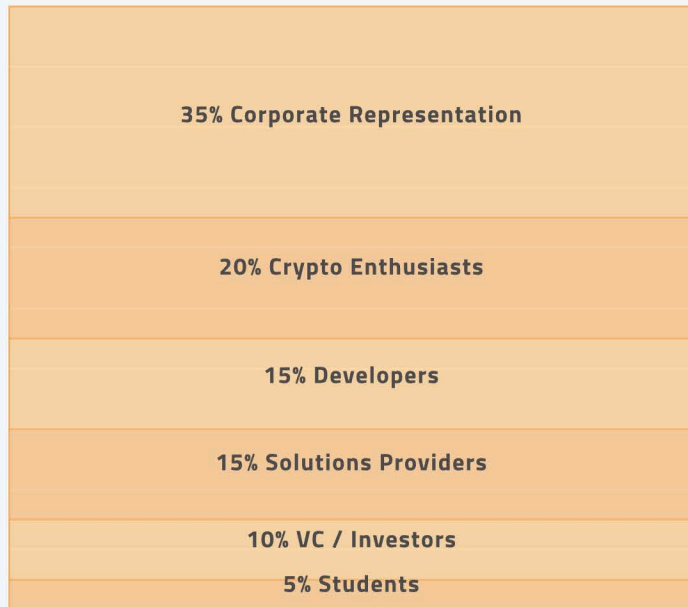 35% Corporate Representation
20% Crypto Enthusiasts
15% Developers
15% Solutions Providers
10% VC / Investors
5% Students